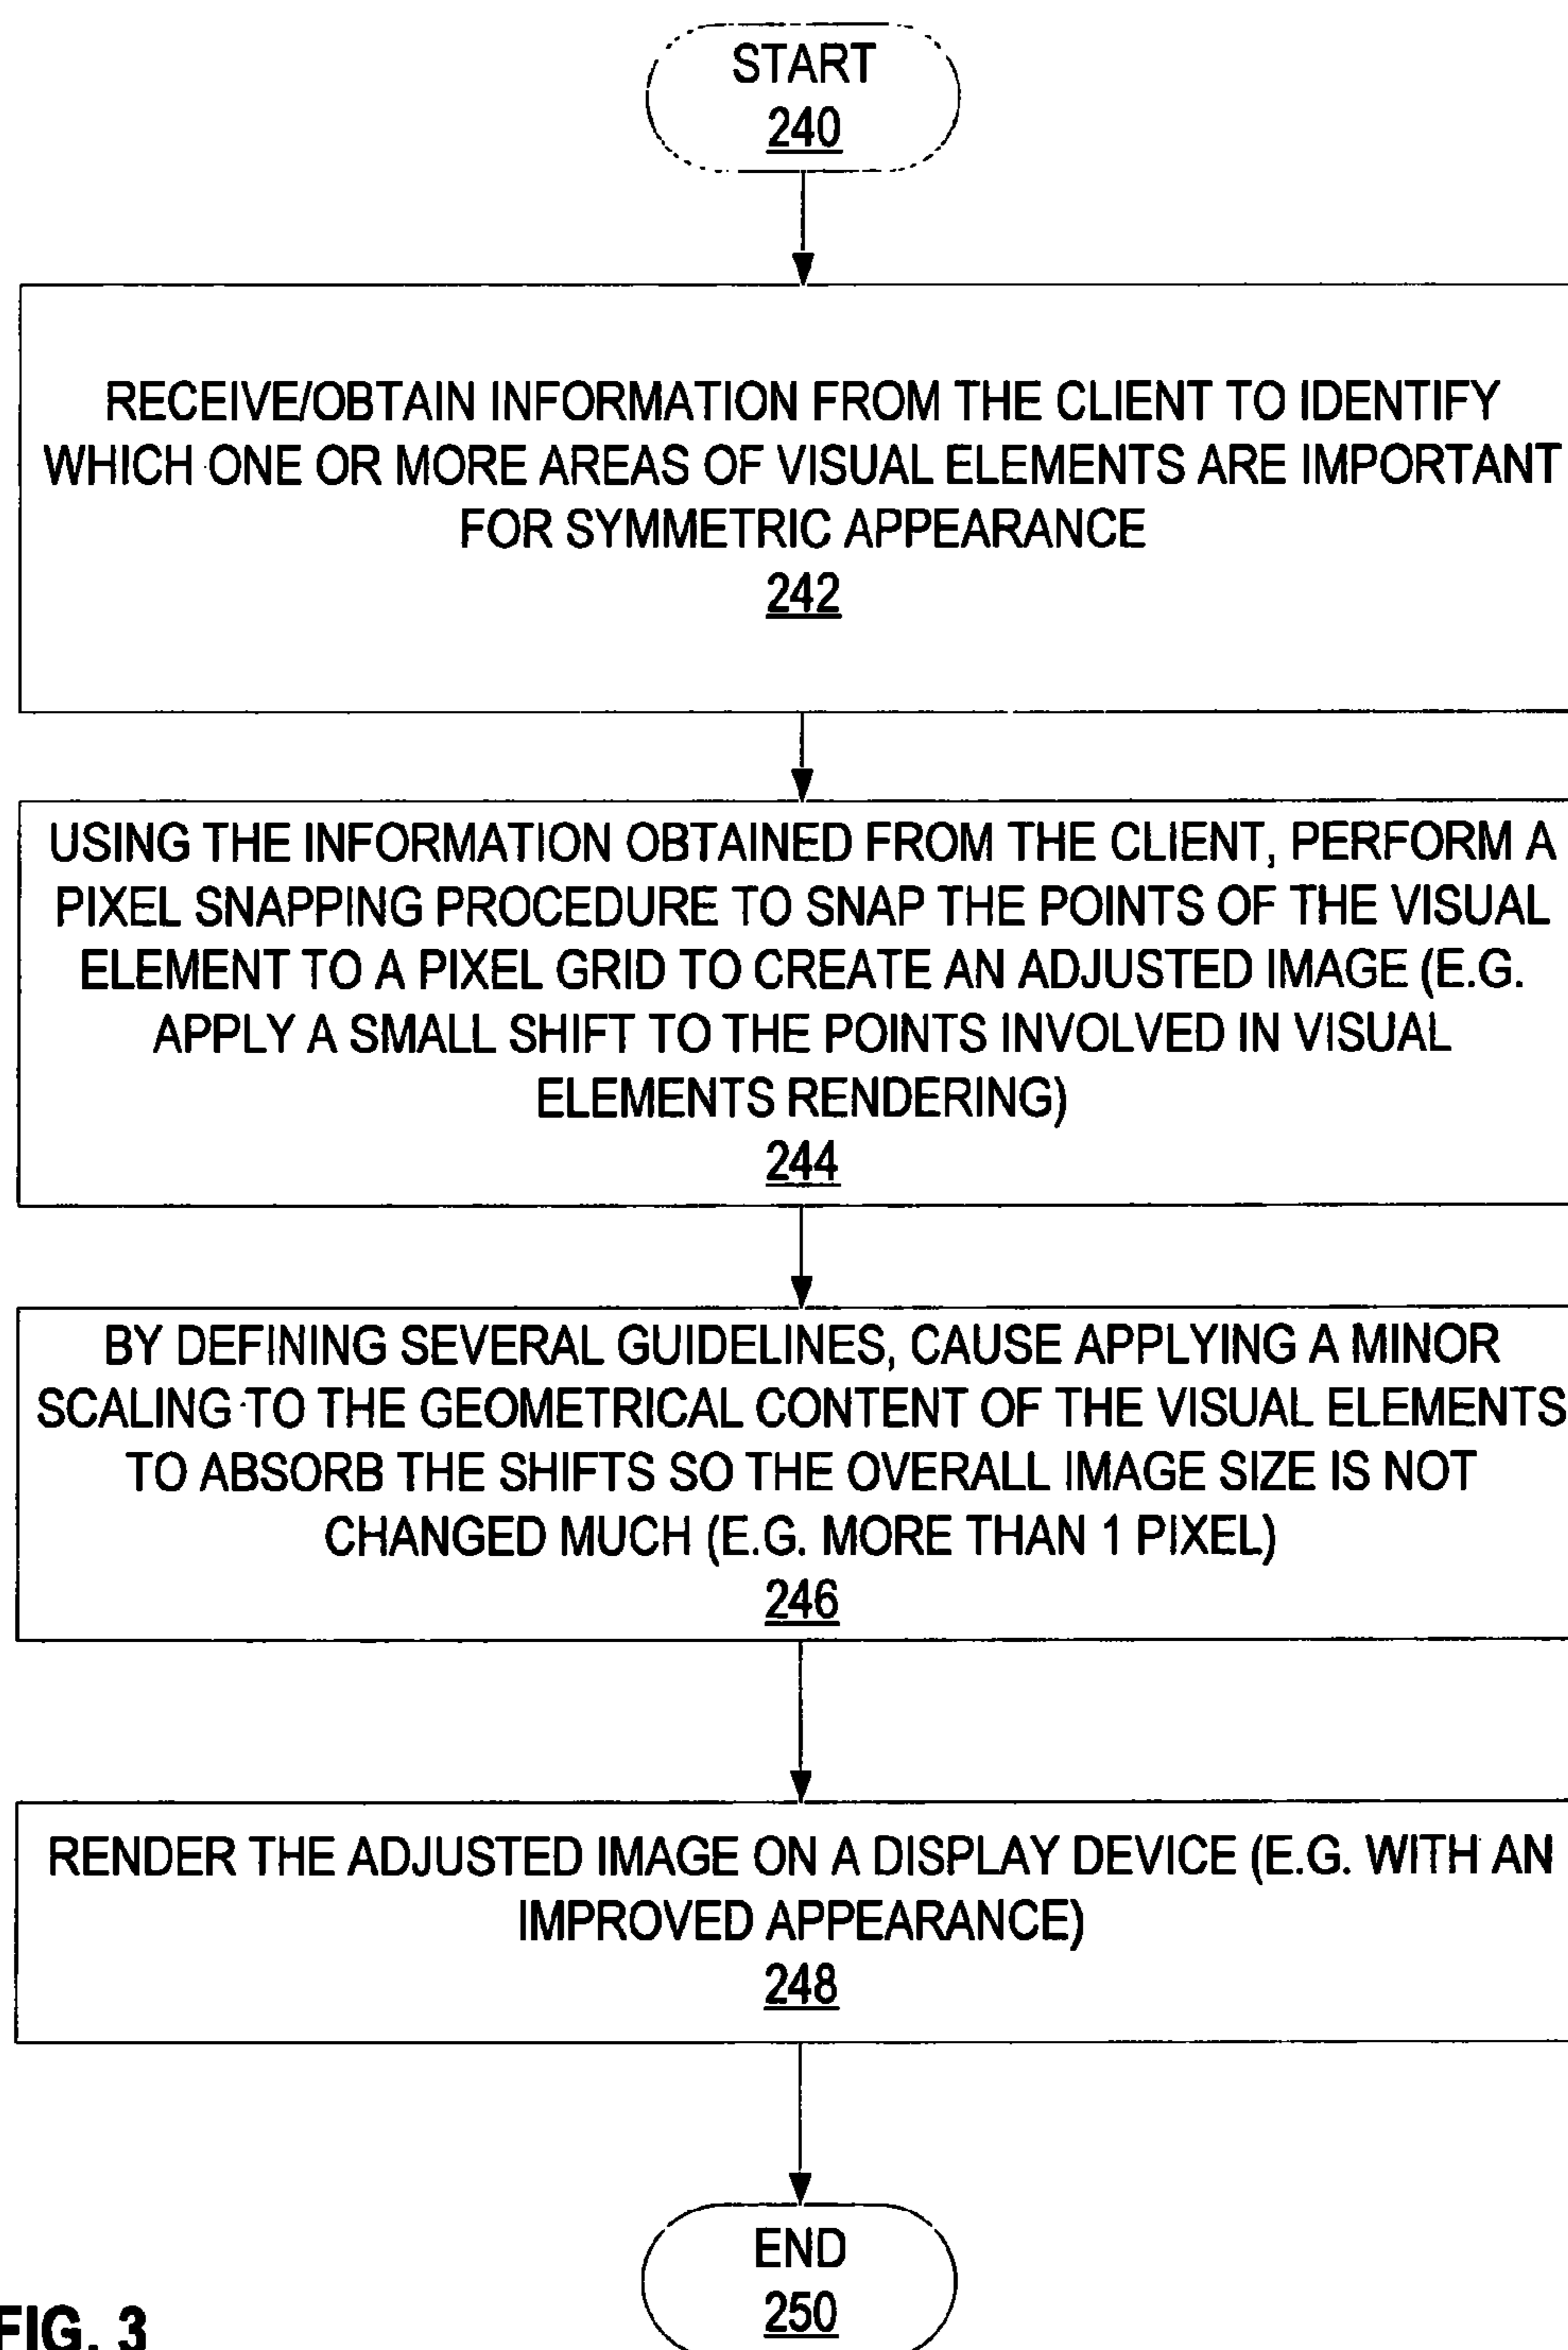 START
240
RECEIVE/OBTAIN INFORMATION FROM THE CLIENT TO IDENTIFY
WHICH ONE OR MORE AREAS OF VISUAL ELEMENTS ARE IMPORTANT
FOR SYMMETRIC APPEARANCE
242
USING THE INFORMATION OBTAINED FROM THE CLIENT, PERFORM A
PIXEL SNAPPING PROCEDURE TO SNAP THE POINTS OF THE VISUAL
ELEMENT TO A PIXEL GRID TO CREATE AN ADJUSTED IMAGE (E.G.
APPLY A SMALL SHIFT TO THE POINTS INVOLVED IN VISUAL
ELEMENTS RENDERING)
244
BY DEFINING SEVERAL GUIDELINES, CAUSE APPLYING A MINOR
SCALING TO THE GEOMETRICAL CONTENT OF THE VISUAL ELEMENTS
TO ABSORB THE SHIFTS SO THE OVERALL IMAGE SIZE IS NOT
CHANGED MUCH (E.G. MORE THAN 1 PIXEL)
246
RENDER THE ADJUSTED IMAGE ON A DISPLAY DEVICE (E.G. WITH AN
IMPROVED APPEARANCE)
248
END
250
FIG. 3